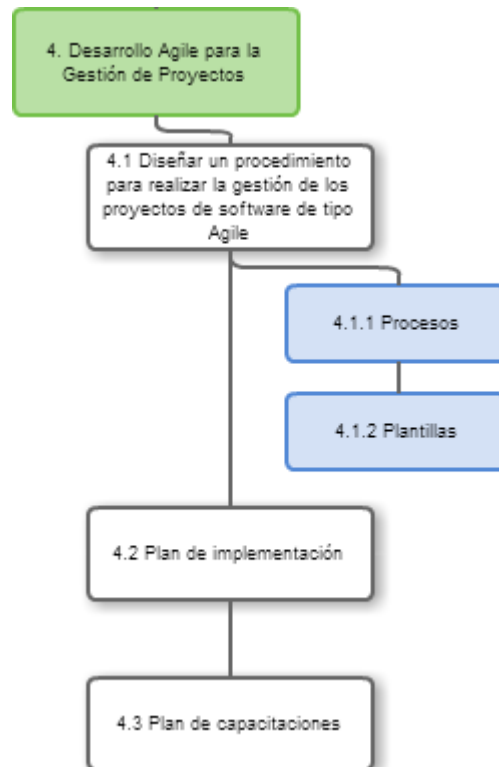 4. Desarrollo Agile para la
Gestión de Proyectos
4.1 Diseñar un procedimiento
para realizar la gestión de los
proyectos de software de tipo
Agile
4.1.1 Procesos
4.1.2 Plantillas
4.2 Plan de implementación
4.3 Plan de capacitaciones